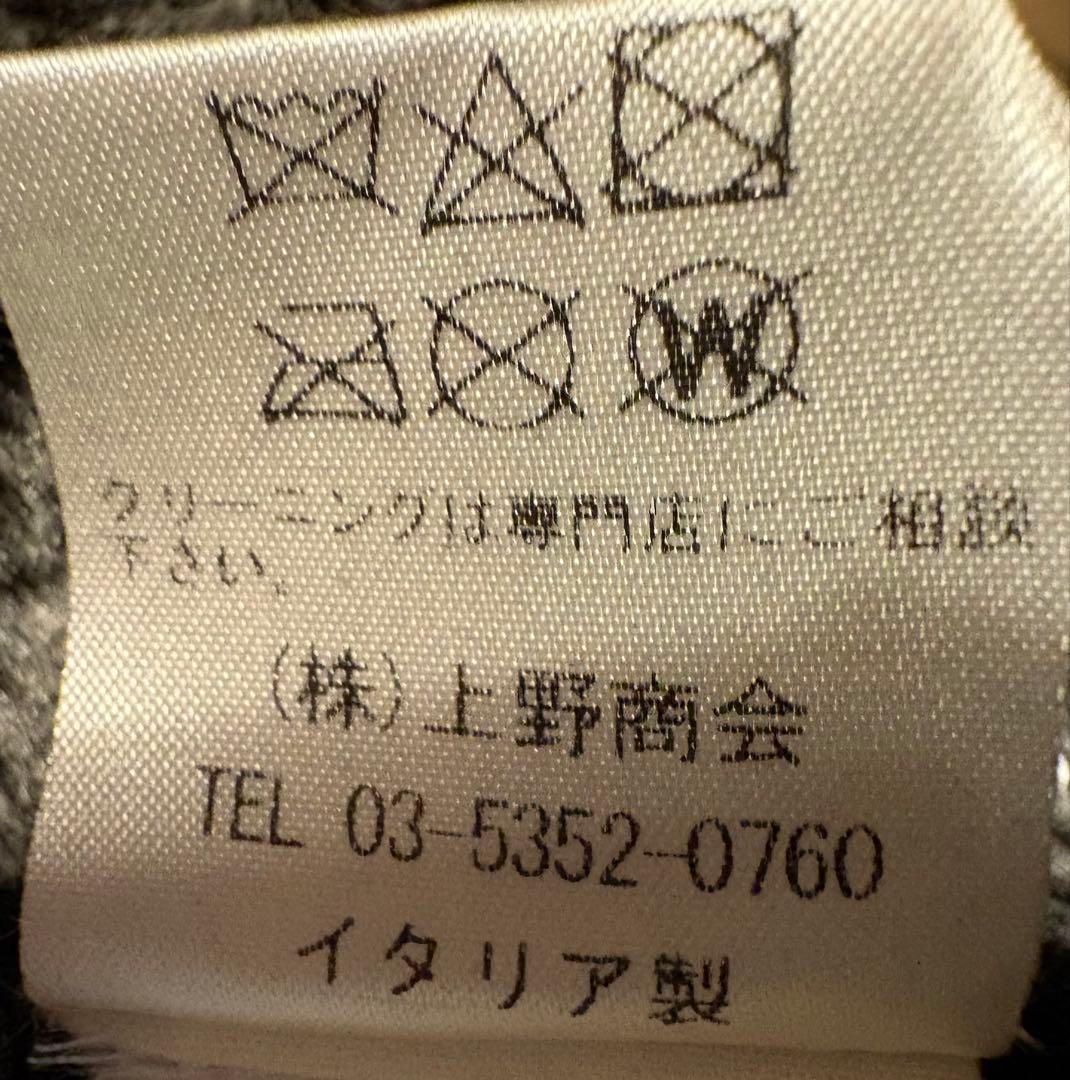 W
クリーニングは専門店にご相談
下さい。
(株)上野商会
TEL 03-5352-0760
イタリア製